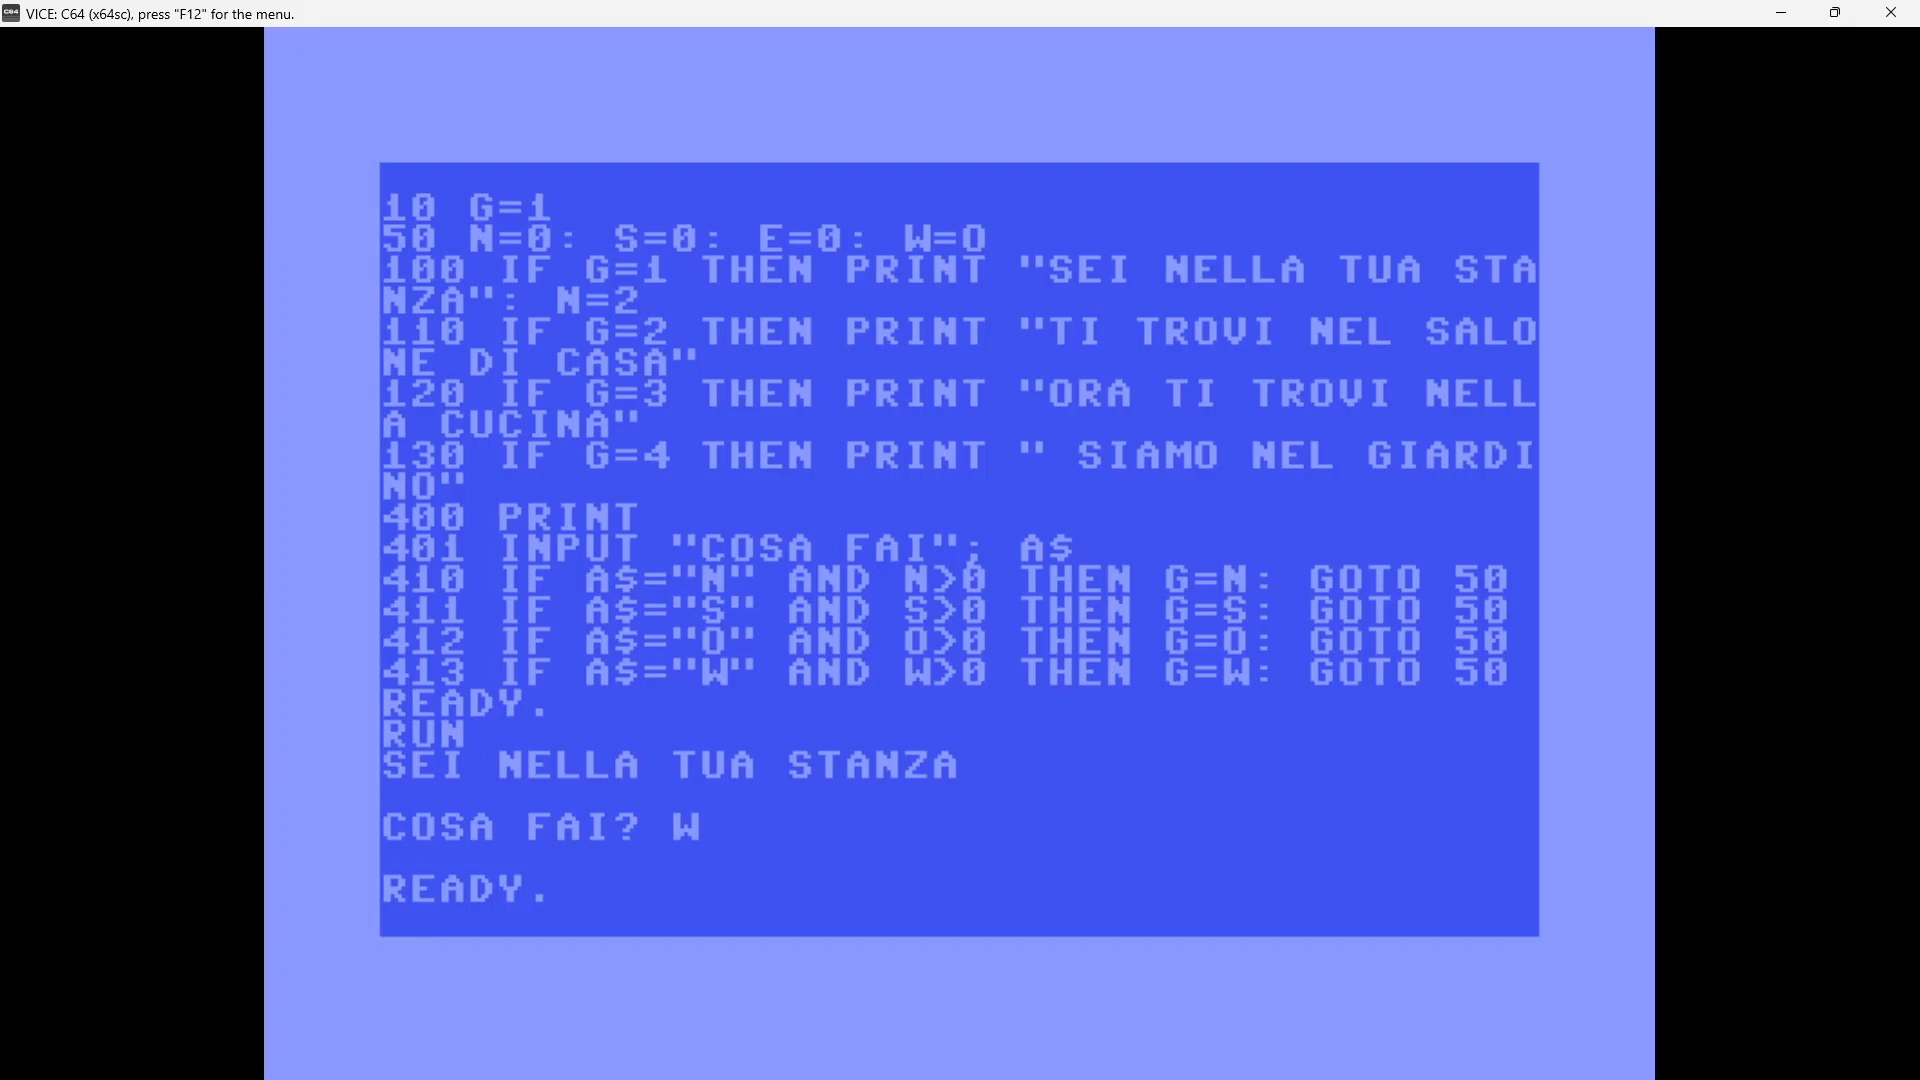 VICE: C64 (x64sc), press "F12" for the menu.
10 G=1
50 N=0: S=0: E=0: W=O
100 IF G=1 THEN PRINT "SEI NELLA TUA STA
NZA": N=2
110 IF G=2 THEN PRINT "TI TROVI NEL SALO
NE DI CASA"
120 IF G=3 THEN PRINT "ORA TI TROVI NELL
A CUCINA"
130 IF G=4 THEN PRINT " SIAMO NEL GIARDI
NO"
400 PRINT
401 INPUT "COSA FAI"; A$
410 IF A$="N" AND N>0 THEN G=N: GOTO 50
411 IF A$="S" AND S>0 THEN G=S: GOTO 50
412 IF A$="O" AND O>0 THEN G=O: GOTO 50
413 IF A$="W" AND W>0 THEN G=W: GOTO 50
READY.
RUN
SEI NELLA TUA STANZA
COSA FAI? W
READY.